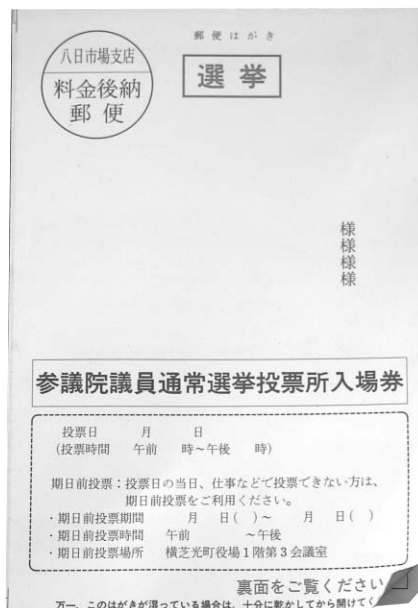 郵便はがき
選挙
八日市場支店
料金後納
郵便
様
様
様
様
参議院議員通常選挙投票所入場券
投票日 月 日
(投票時間 午前 時～午後 時)
期日前投票：投票日の当日、仕事などで投票できない方は、
期日前投票をご利用ください。
・期日前投票期間 月 日( )～ 月 日( )
・期日前投票時間 午前 ～午後
・期日前投票場所 横芝光町役場1階第3会議室
裏面をご覧ください
万一、このはがきが湿っている場合は、十分に乾かしてから開けてく